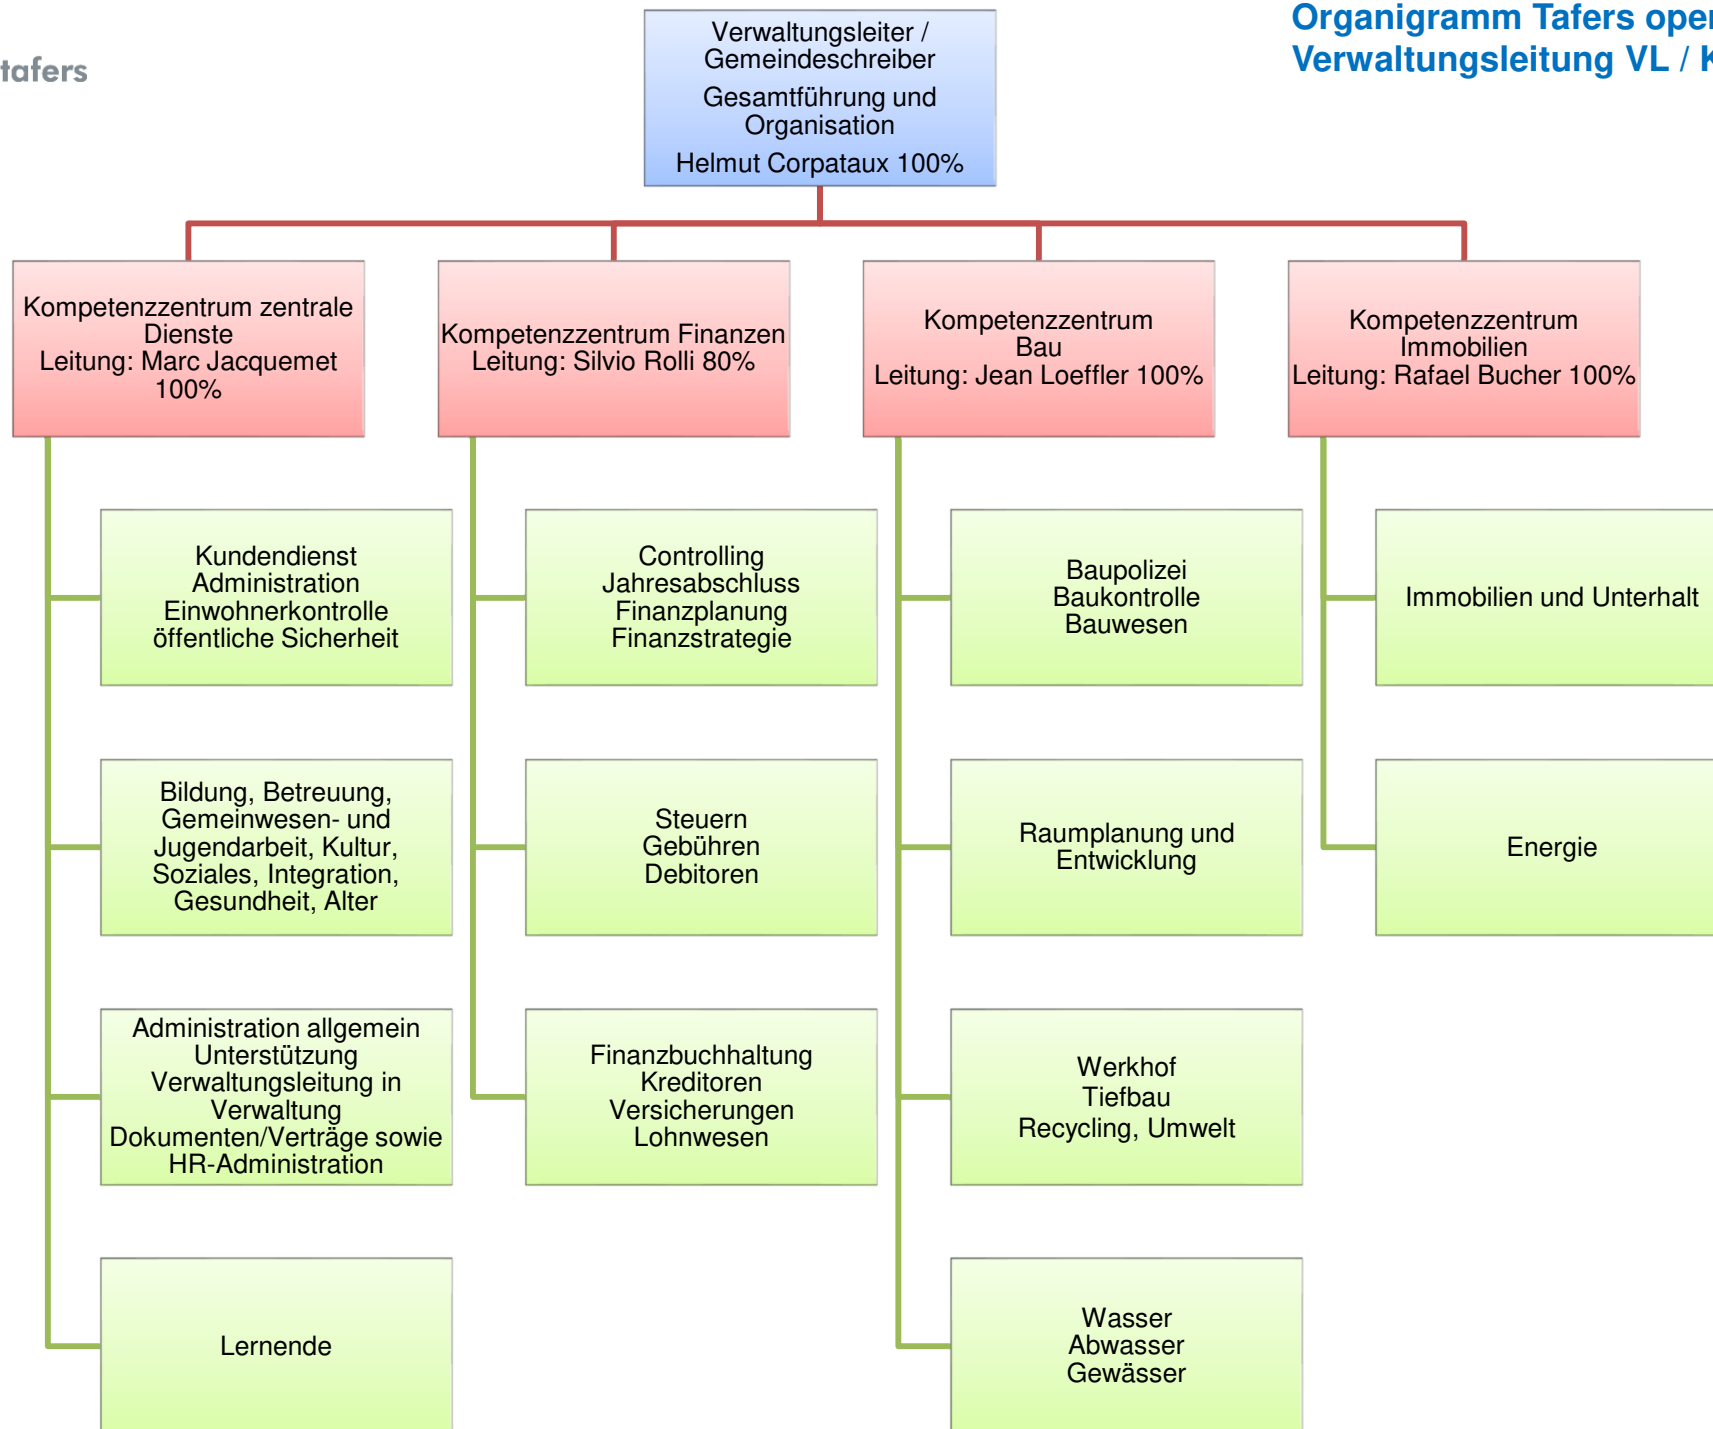 tafers
Organigramm Tafers oper
Verwaltungsleitung VL /
Verwaltungsleiter /
Gemeindeschreiber
Gesamtführung und
Organisation
Helmut Corpataux 100%
Kompetenzzentrum zentrale
Dienste
Leitung: Marc Jacquemet
100%
Kompetenzzentrum Finanzen
Leitung: Silvio Rolli 80%
Kompetenzzentrum
Bau
Leitung: Jean Loeffler 100%
Kompetenzzentrum
Immobilien
Leitung: Rafael Bucher 100%
Kundendienst
Administration
Einwohnerkontrolle
öffentliche Sicherheit
Bildung, Betreuung,
Gemeinwesen- und
Jugendarbeit, Kultur,
Soziales, Integration,
Gesundheit, Alter
Administration allgemein
Unterstützung
Verwaltungsleitung in
Verwaltung
Dokumenten/Verträge sowie
HR-Administration
Lernende
Controlling
Jahresabschluss
Finanzplanung
Finanzstrategie
Steuern
Gebühren
Debitoren
Finanzbuchhaltung
Kreditoren
Versicherungen
Lohnwesen
Baupolizei
Baukontrolle
Bauwesen
Raumplanung und
Entwicklung
Werkhof
Tiefbau
Recycling, Umwelt
Wasser
Abwasser
Gewässer
Immobilien und Unterhalt
Energie